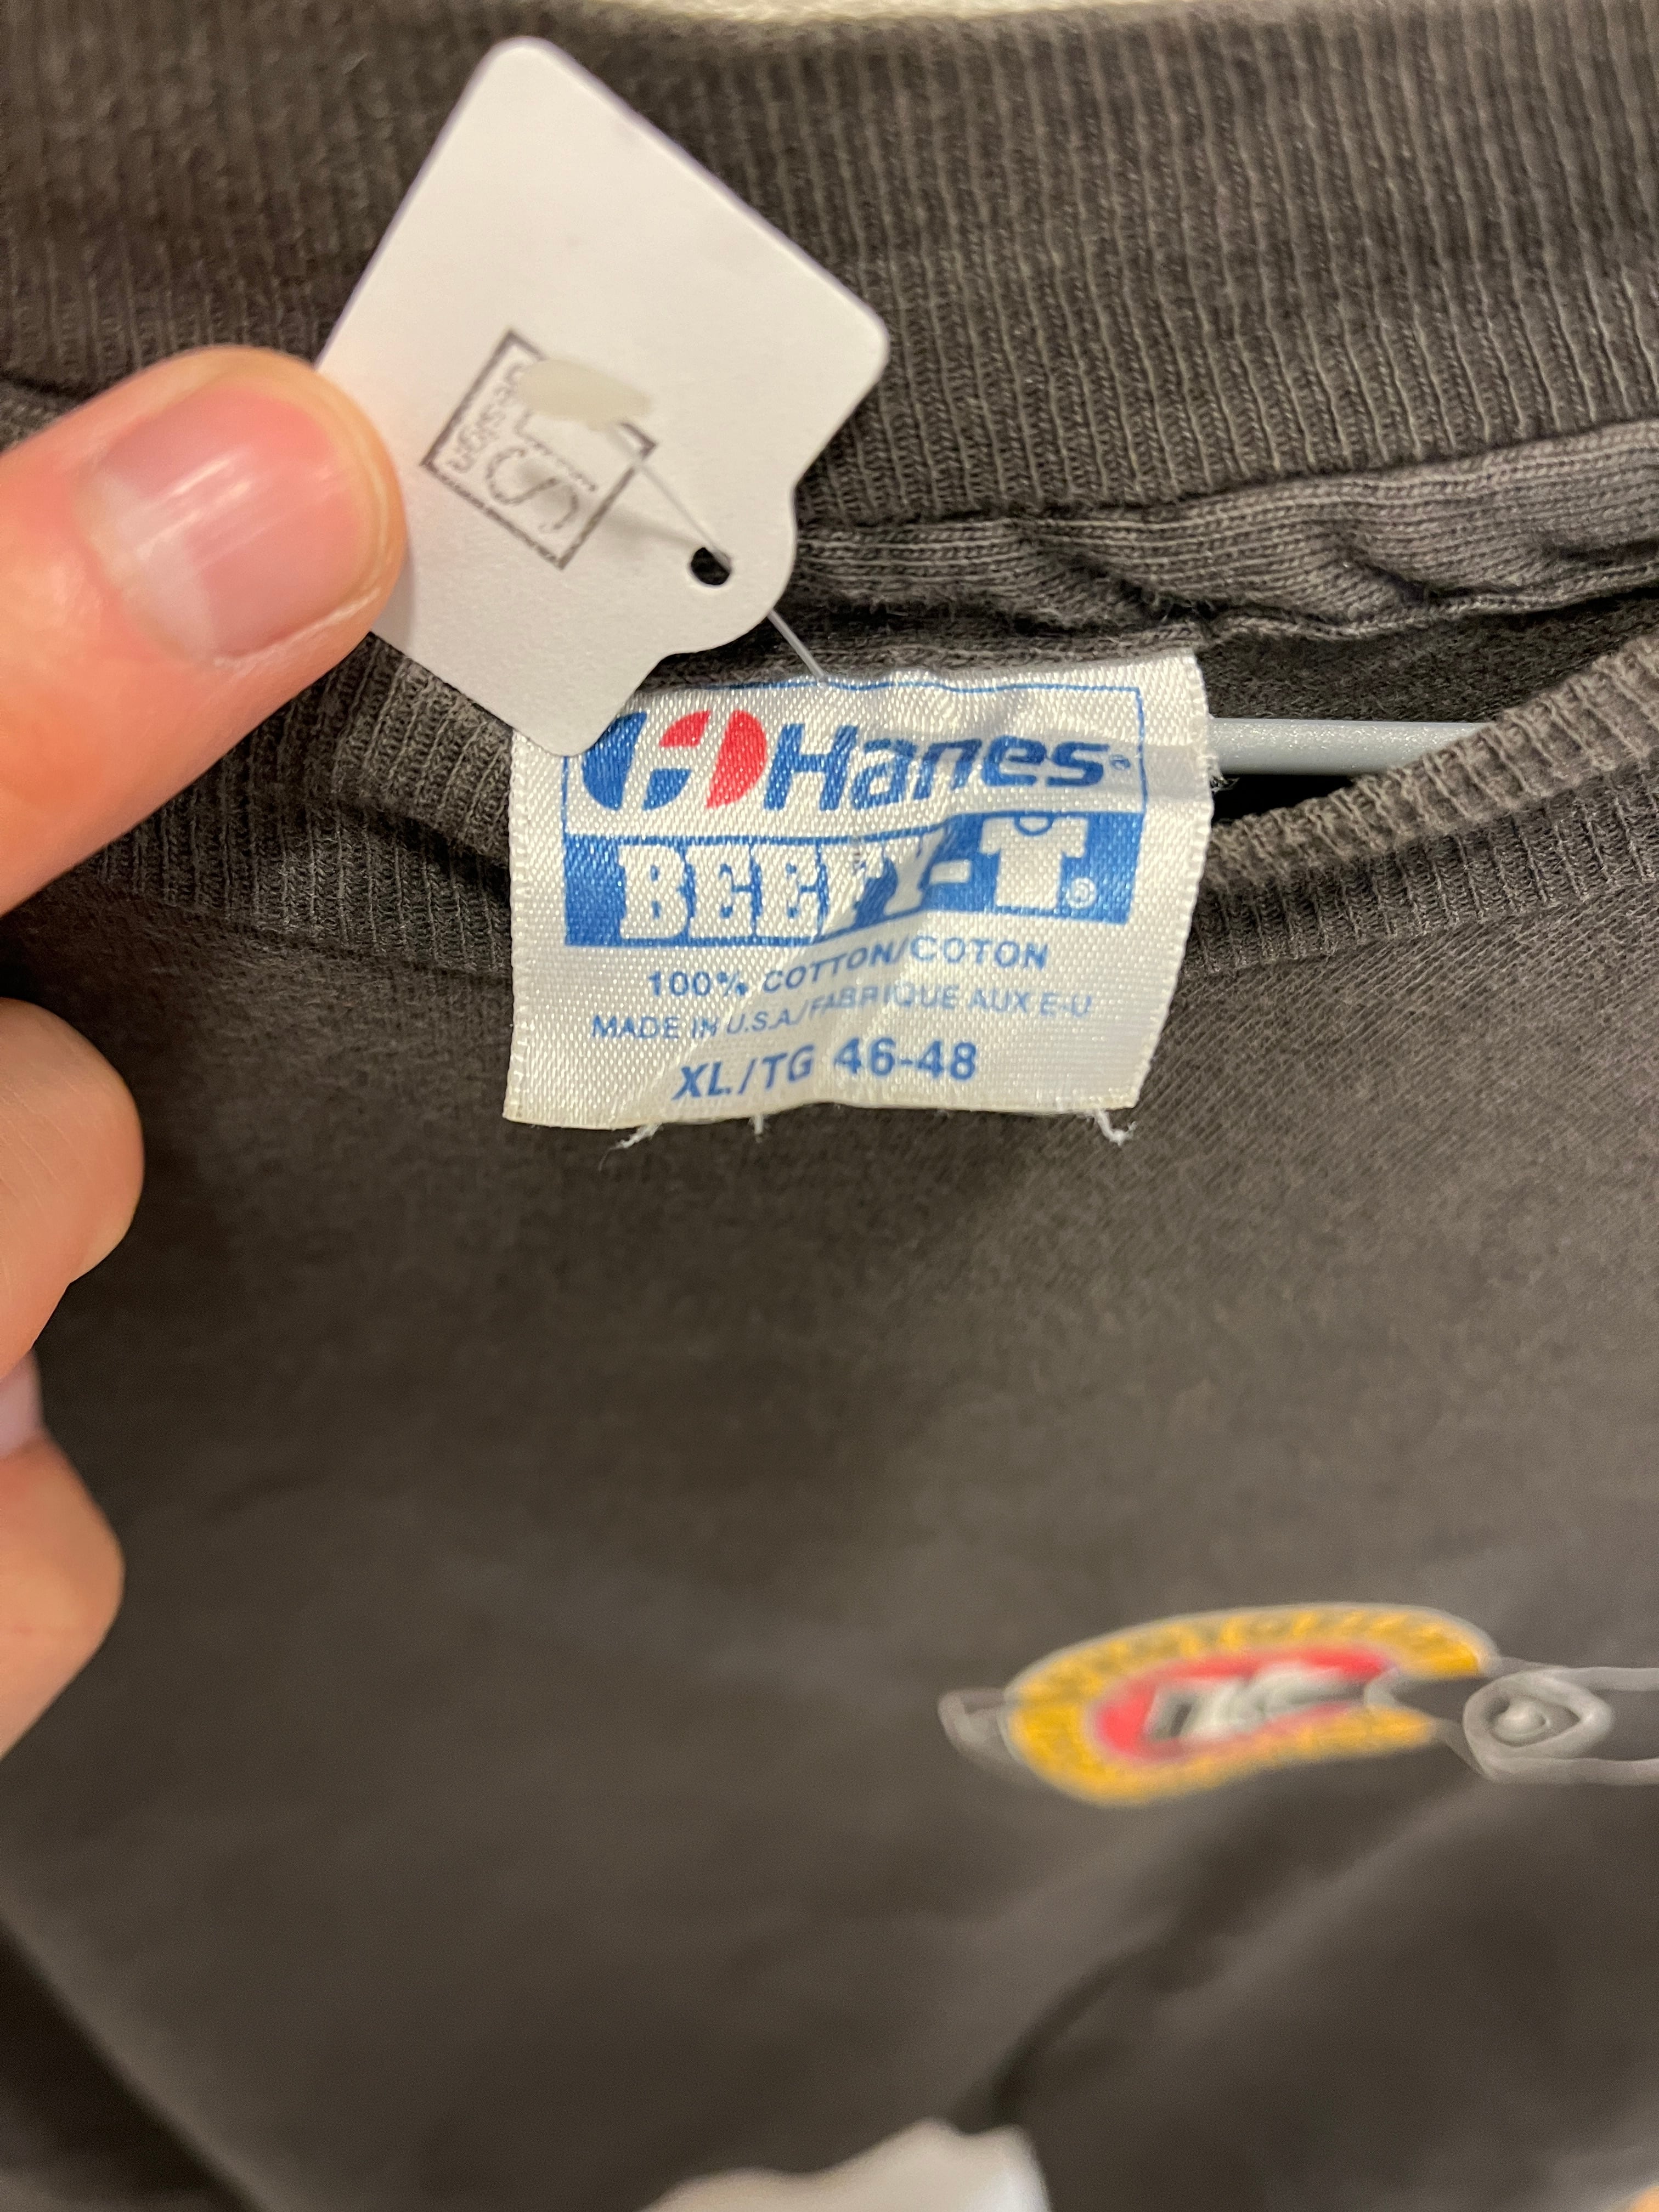 Hanes®
BEEFY-T®
100% COTTON/COTON
MADE IN U.S.A./FABRIQUE AUX E-U
XL/TG 46-48